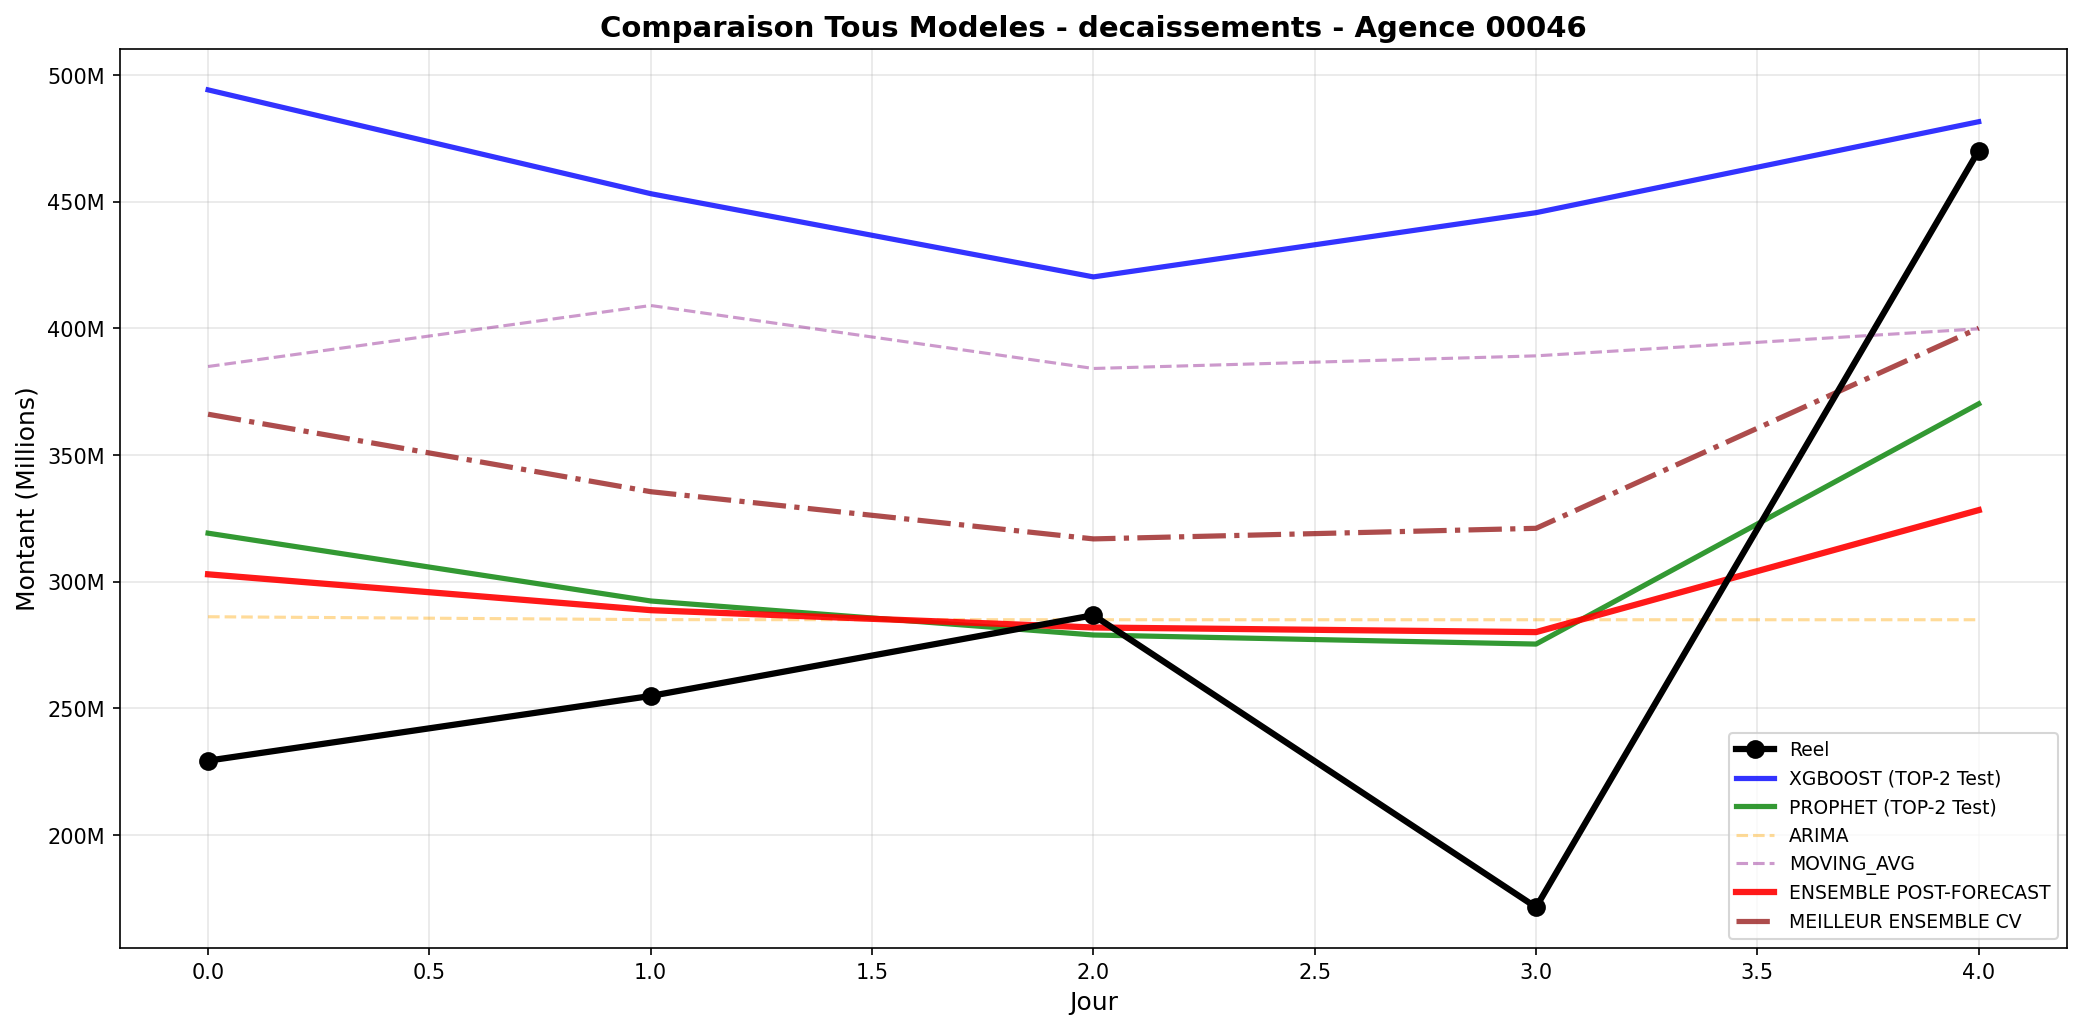 Comparaison Tous Modeles - decaissements - Agence 00046
500M
450M
400M
350M
300M
250M
200M
Montant (Millions)
0.0
0.5
1.0
1.5
2.0
2.5
3.0
3.5
4.0
Jour
Reel
XGBOOST (TOP-2 Test)
PROPHET (TOP-2 Test)
ARIMA
MOVING_AVG
ENSEMBLE POST-FORECAST
MEILLEUR ENSEMBLE CV